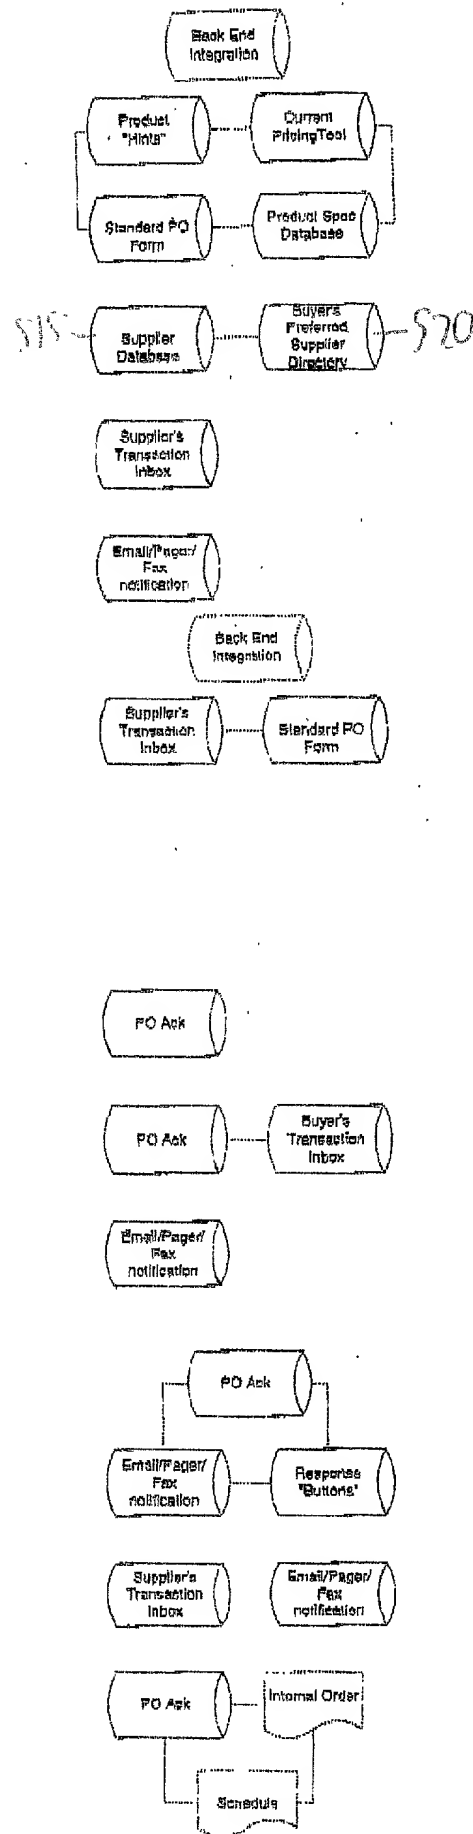 Back End
Integration
Product
"Hints"
Current
Pricing Tool
Standard PO
Form
Product Spec
Database
515
Supplier
Database
Buyer's
Preferred
Supplier
Directory
520
Supplier's
Transaction
Inbox
Email/Pager/
Fax
notification
Back End
Integration
Supplier's
Transaction
Inbox
Standard PO
Form
PO Ack
PO Ack
Buyer's
Transaction
Inbox
Email/Pager/
Fax
notification
PO Ack
Email/Pager/
Fax
notification
Response
"Buttons"
Supplier's
Transaction
Inbox
Email/Pager/
Fax
notification
PO Ack
Internal Order
Schedule